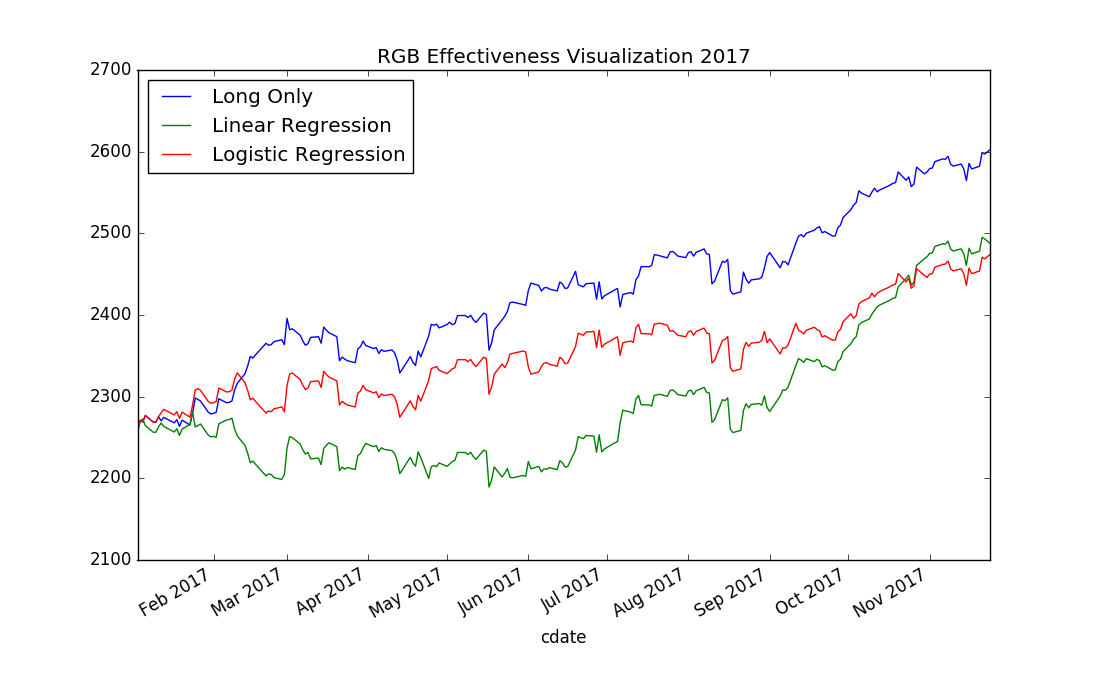 RGB Effectiveness Visualization 2017
2700
2600
2500
2400
2300
2200
2100
Long Only
Linear Regression
Logistic Regression
Feb 2017
Mar 2017
Apr 2017
May 2017
Jun 2017
Jul 2017
Aug 2017
Sep 2017
Oct 2017
Nov 2017
cdate